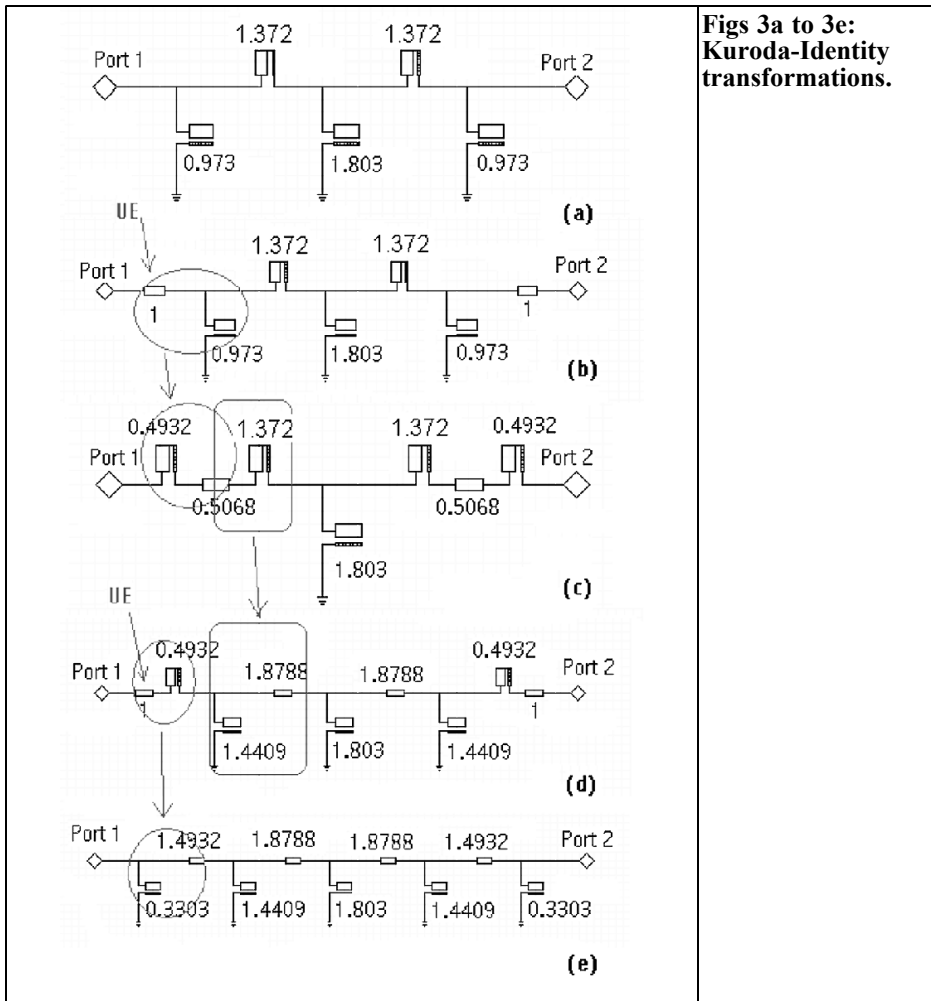 Figs 3a to 3e:
Kuroda-Identity
transformations.
1.372 1.372
Port 1 Port 2
0.973 1.803 0.973
(a)
UE
1.372 1.372
Port 1 Port 2
1 1
0.973 1.803 0.973
(b)
0.4932 1.372 1.372 0.4932
Port 1 Port 2
0.5068 0.5068
1.803
(c)
UE
0.4932 0.4932
Port 1 1.8788 1.8788 Port 2
1 1
1.4409 1.803 1.4409
(d)
Port 1 Port 2
1.4932 1.8788 1.8788 1.4932
0.3303 1.4409 1.803 1.4409 0.3303
(e)